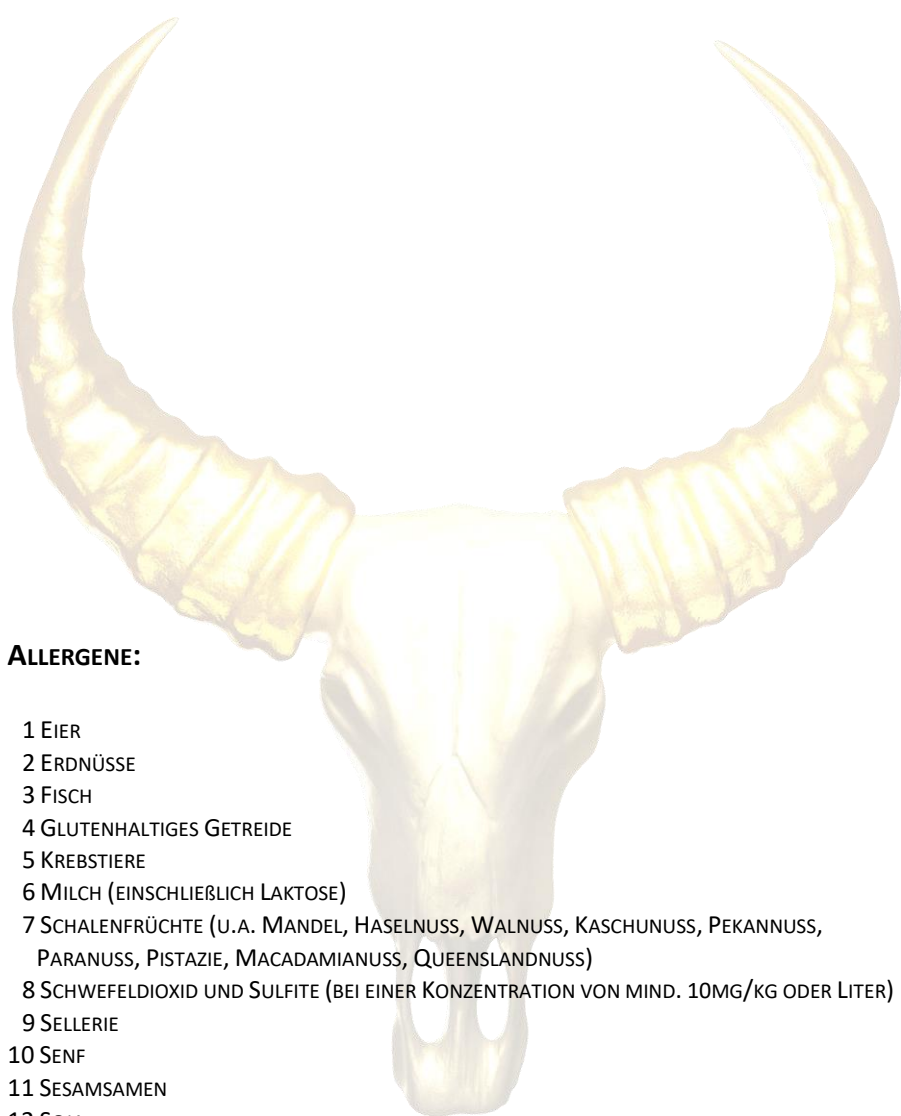 ALLERGENE:
1 EIER
2 ERDNÜSSE
3 FISCH
4 GLUTENHALTIGES GETREIDE
5 KREBSTIERE
6 MILCH (EINSCHLIEßLICH LAKTOSE)
7 SCHALENFRÜCHTE (U.A. MANDEL, HASELNUSS, WALNUSS, KASCHUNUSS, PEKANNUSS,
PARANUSS, PISTAZIE, MACADAMIANUSS, QUEENSLANDNUSS)
8 SCHWEFELDIOXID UND SULFITE (BEI EINER KONZENTRATION VON MIND. 10MG/KG ODER LITER)
9 SELLERIE
10 SENF
11 SESAMSAMEN